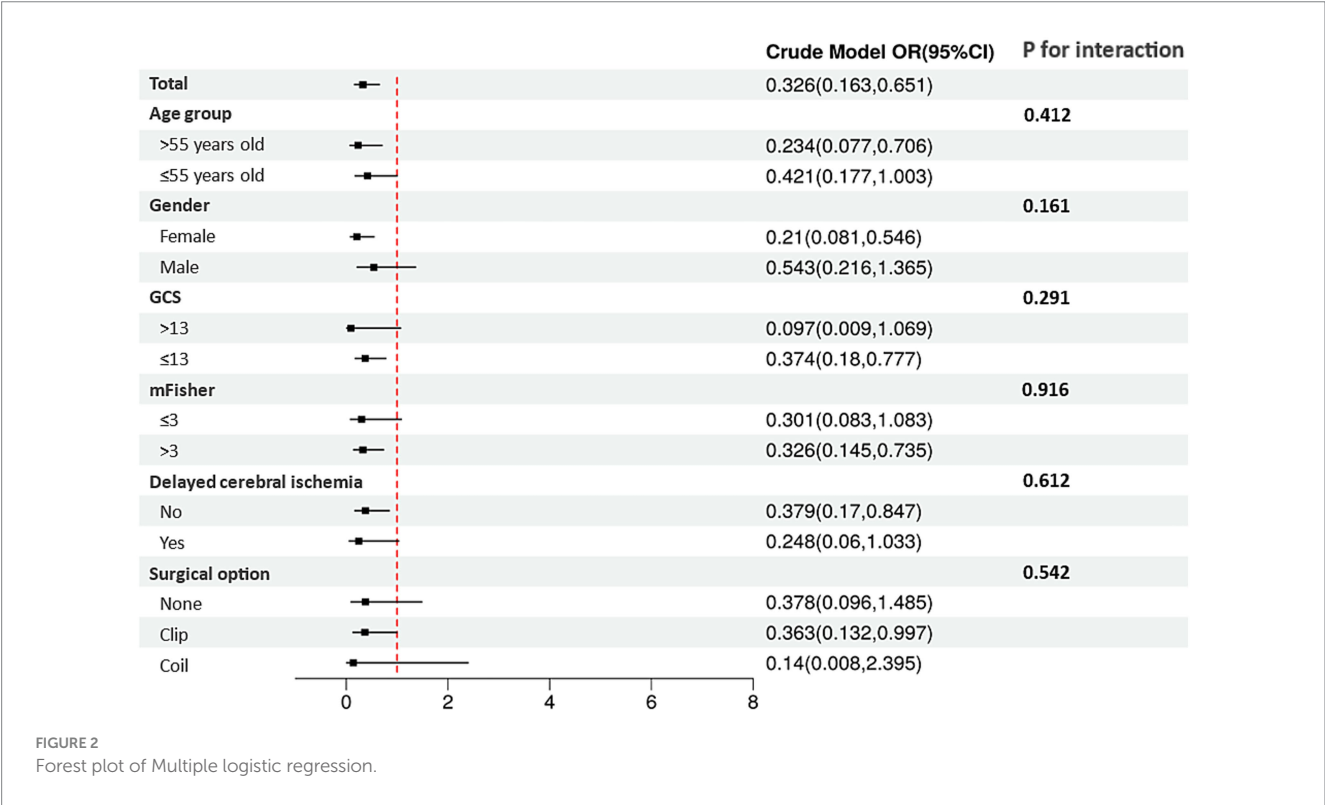 Crude Model OR(95%CI) P for interaction
Total 0.326(0.163,0.651)
Age group 0.412
>55 years old 0.234(0.077,0.706)
≤55 years old 0.421(0.177,1.003)
Gender 0.161
Female 0.21(0.081,0.546)
Male 0.543(0.216,1.365)
GCS 0.291
>13 0.097(0.009,1.069)
≤13 0.374(0.18,0.777)
mFisher 0.916
≤3 0.301(0.083,1.083)
>3 0.326(0.145,0.735)
Delayed cerebral ischemia 0.612
No 0.379(0.17,0.847)
Yes 0.248(0.06,1.033)
Surgical option 0.542
None 0.378(0.096,1.485)
Clip 0.363(0.132,0.997)
Coil 0.14(0.008,2.395)
0 2 4 6 8
FIGURE 2
Forest plot of Multiple logistic regression.